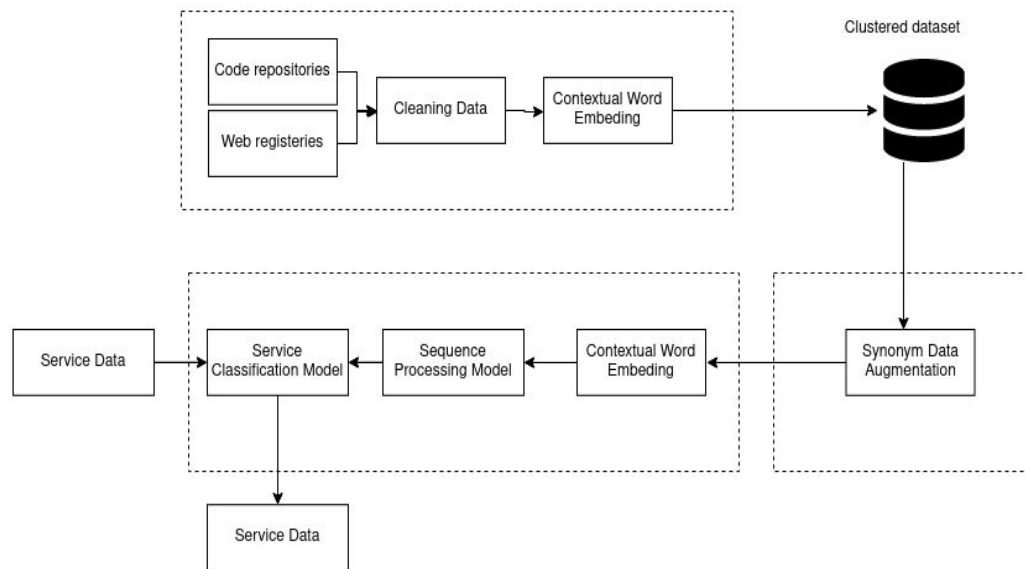 Clustered dataset
Code repositories
Web registeries
Cleaning Data
Contextual Word
Embeding
Service Data
Service
Classification Model
Sequence
Processing Model
Contextual Word
Embeding
Synonym Data
Augmentation
Service Data